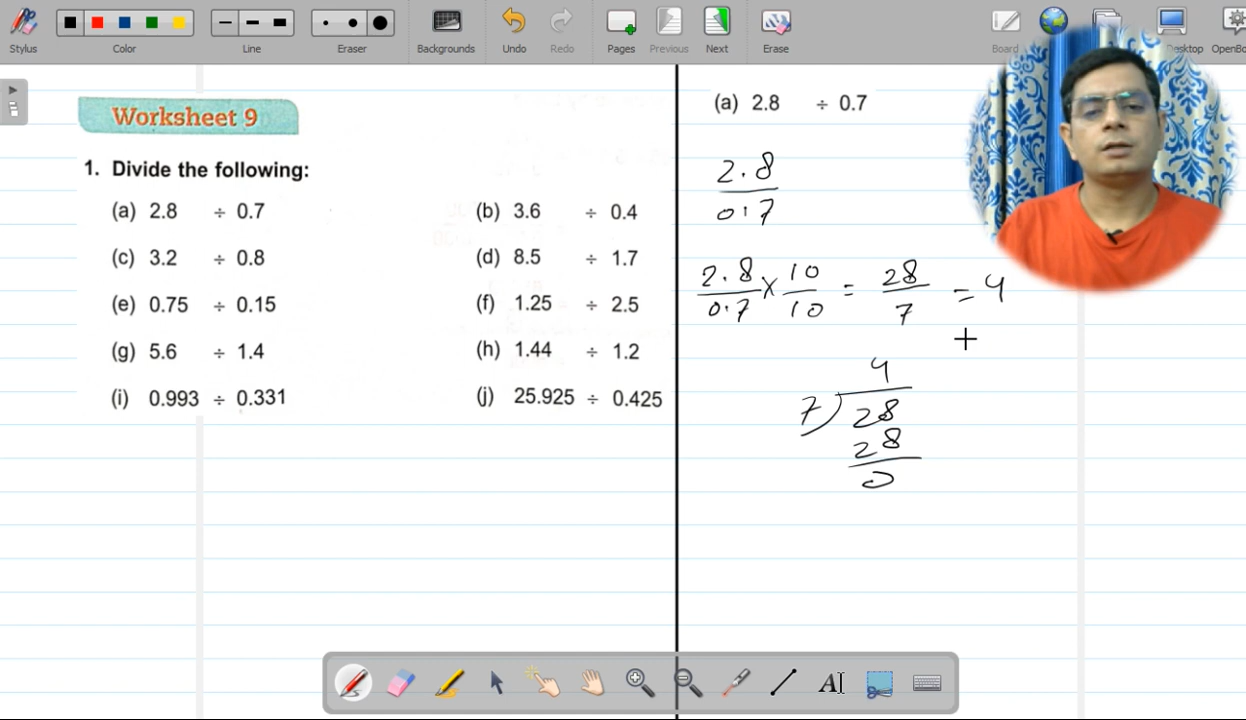 Stylus Color Line Eraser Backgrounds Undo Redo Pages Previous Next Erase Board Desktop
Worksheet 9
1. Divide the following:
(a) 2.8 ÷ 0.7 (b) 3.6 ÷ 0.4
(c) 3.2 ÷ 0.8 (d) 8.5 ÷ 1.7
(e) 0.75 ÷ 0.15 (f) 1.25 ÷ 2.5
(g) 5.6 ÷ 1.4 (h) 1.44 ÷ 1.2
(i) 0.993 ÷ 0.331 (j) 25.925 ÷ 0.425
(a) 2.8 ÷ 0.7
2.8
0.7
2.8/0.7 × 10/10 = 28/7 = 4
4
7) 28
28
0